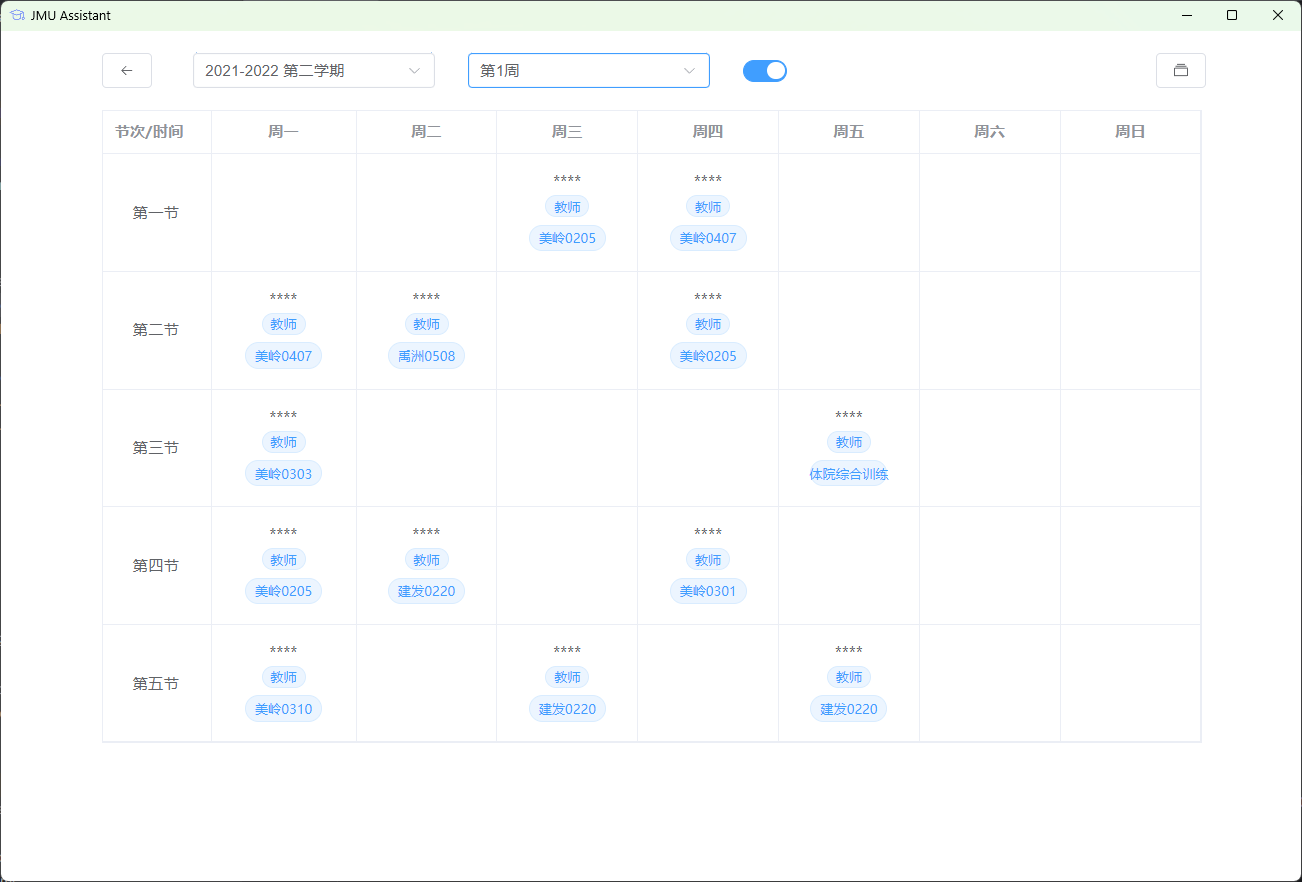 JMU Assistant
2021-2022 第二学期
第1周
节次/时间 周一 周二 周三 周四 周五 周六 周日
第一节
****
教师
美岭0205
****
教师
美岭0407
第二节
****
教师
美岭0407
****
教师
禹洲0508
****
教师
美岭0205
第三节
****
教师
美岭0303
****
教师
体院综合训练
第四节
****
教师
美岭0205
****
教师
建发0220
****
教师
美岭0301
第五节
****
教师
美岭0310
****
教师
建发0220
****
教师
建发0220